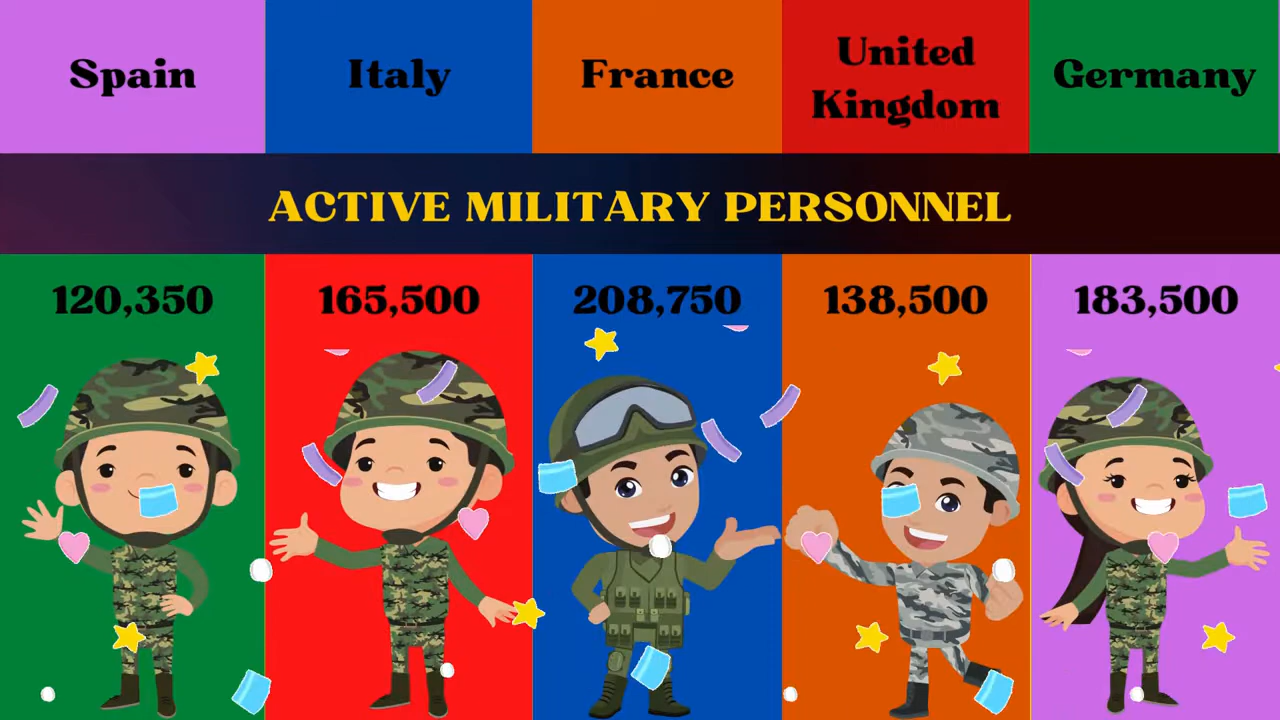 Spain
Italy
France
United
Kingdom
Germany
ACTIVE MILITARY PERSONNEL
120,350
165,500
208,750
138,500
183,500